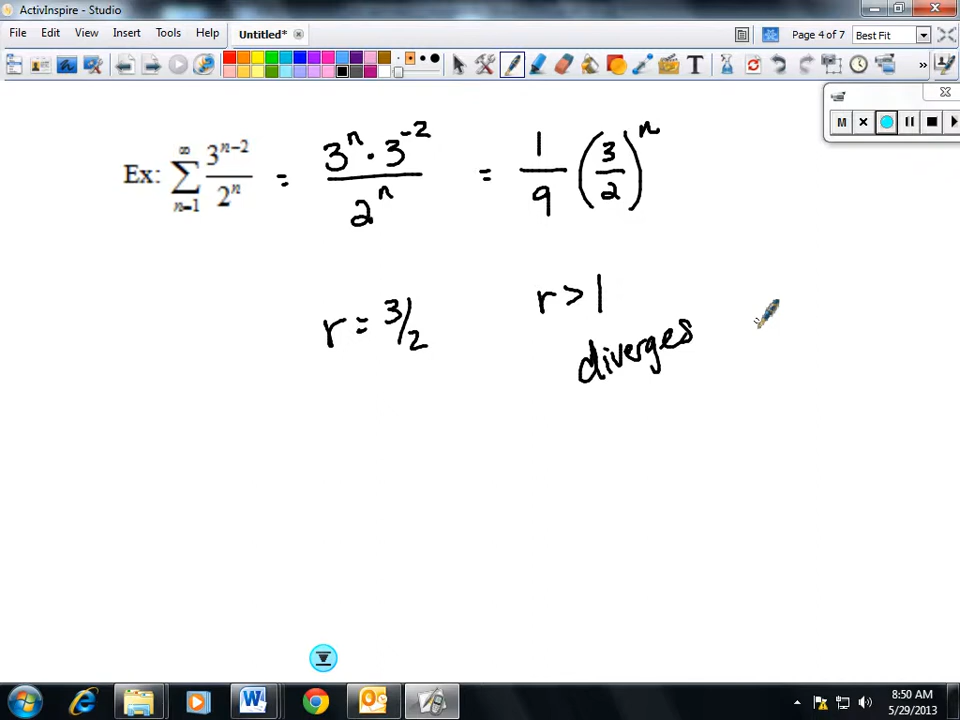 ActivInspire - Studio
File Edit View Insert Tools Help Untitled* Page 4 of 7 Best Fit
T »
M
Ex: ∞ ∑ n=1 3^{n-2} / 2^n = 3^n · 3^{-2} / 2^n = 1/9 (3/2)^n
r = 3/2 r > 1
diverges
8:50 AM
5/29/2013